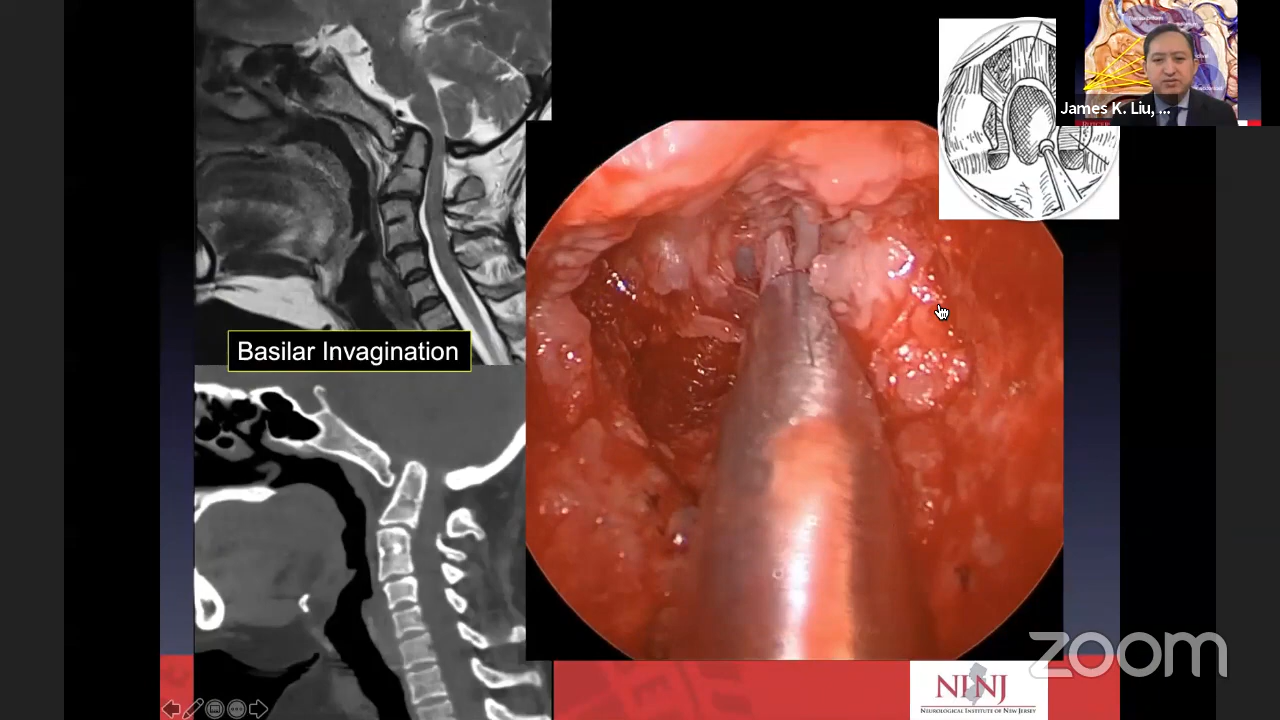 James K. Liu, ...
Basilar Invagination
zoom
NINJ
NEUROLOGICAL INSTITUTE OF NEW JERSEY